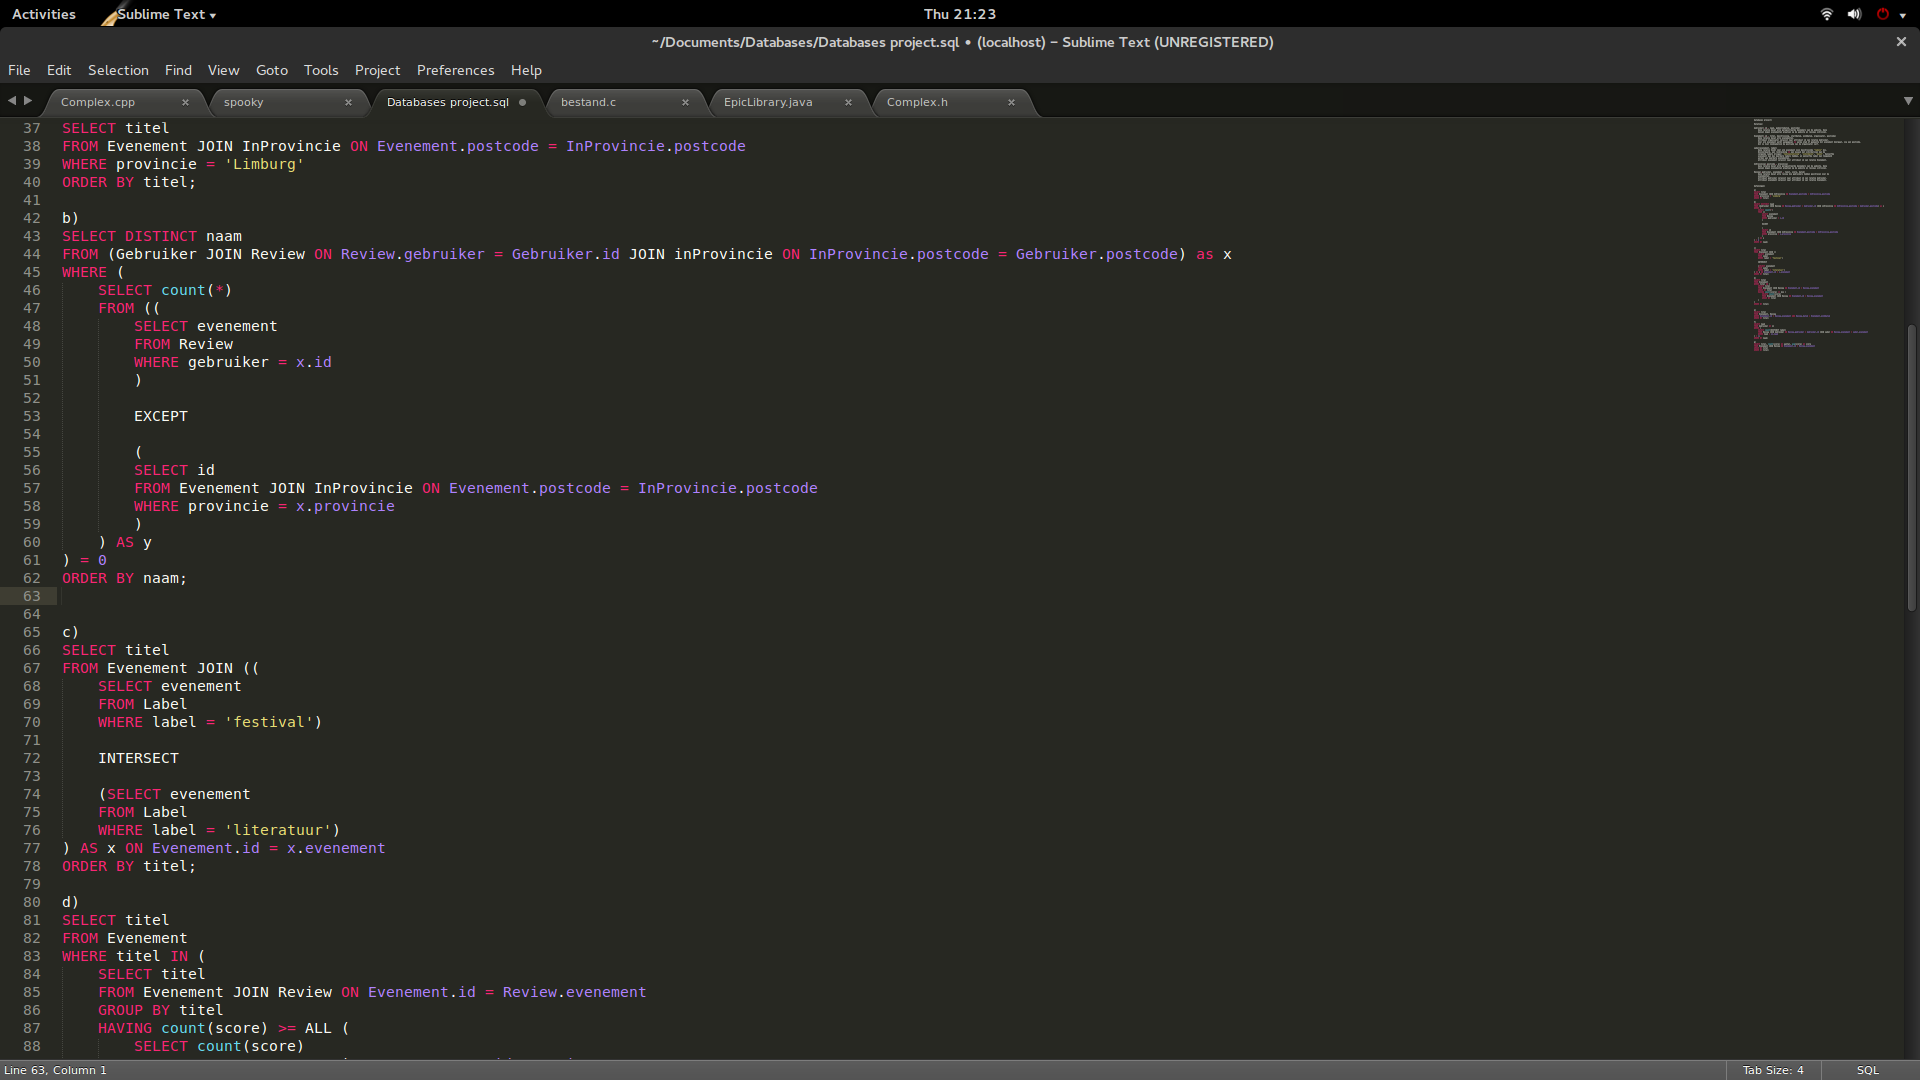 Activities Sublime Text Thu 21:23
~/Documents/Databases/Databases project.sql • (localhost) – Sublime Text (UNREGISTERED)
File Edit Selection Find View Goto Tools Project Preferences Help
Complex.cpp spooky Databases project.sql bestand.c EpicLibrary.java Complex.h
37 SELECT titel
38 FROM Evenement JOIN InProvincie ON Evenement.postcode = InProvincie.postcode
39 WHERE provincie = 'Limburg'
40 ORDER BY titel;
41
42 b)
43 SELECT DISTINCT naam
44 FROM (Gebruiker JOIN Review ON Review.gebruiker = Gebruiker.id JOIN inProvincie ON InProvincie.postcode = Gebruiker.postcode) as x
45 WHERE (
46 SELECT count(*)
47 FROM ((
48 SELECT evenement
49 FROM Review
50 WHERE gebruiker = x.id
51 )
52
53 EXCEPT
54
55 (
56 SELECT id
57 FROM Evenement JOIN InProvincie ON Evenement.postcode = InProvincie.postcode
58 WHERE provincie = x.provincie
59 )
60 ) AS y
61 ) = 0
62 ORDER BY naam;
63
64
65 c)
66 SELECT titel
67 FROM Evenement JOIN ((
68 SELECT evenement
69 FROM Label
70 WHERE label = 'festival')
71
72 INTERSECT
73
74 (SELECT evenement
75 FROM Label
76 WHERE label = 'literatuur')
77 ) AS x ON Evenement.id = x.evenement
78 ORDER BY titel;
79
80 d)
81 SELECT titel
82 FROM Evenement
83 WHERE titel IN (
84 SELECT titel
85 FROM Evenement JOIN Review ON Evenement.id = Review.evenement
86 GROUP BY titel
87 HAVING count(score) >= ALL (
88 SELECT count(score)
Line 63, Column 1 Tab Size: 4 SQL